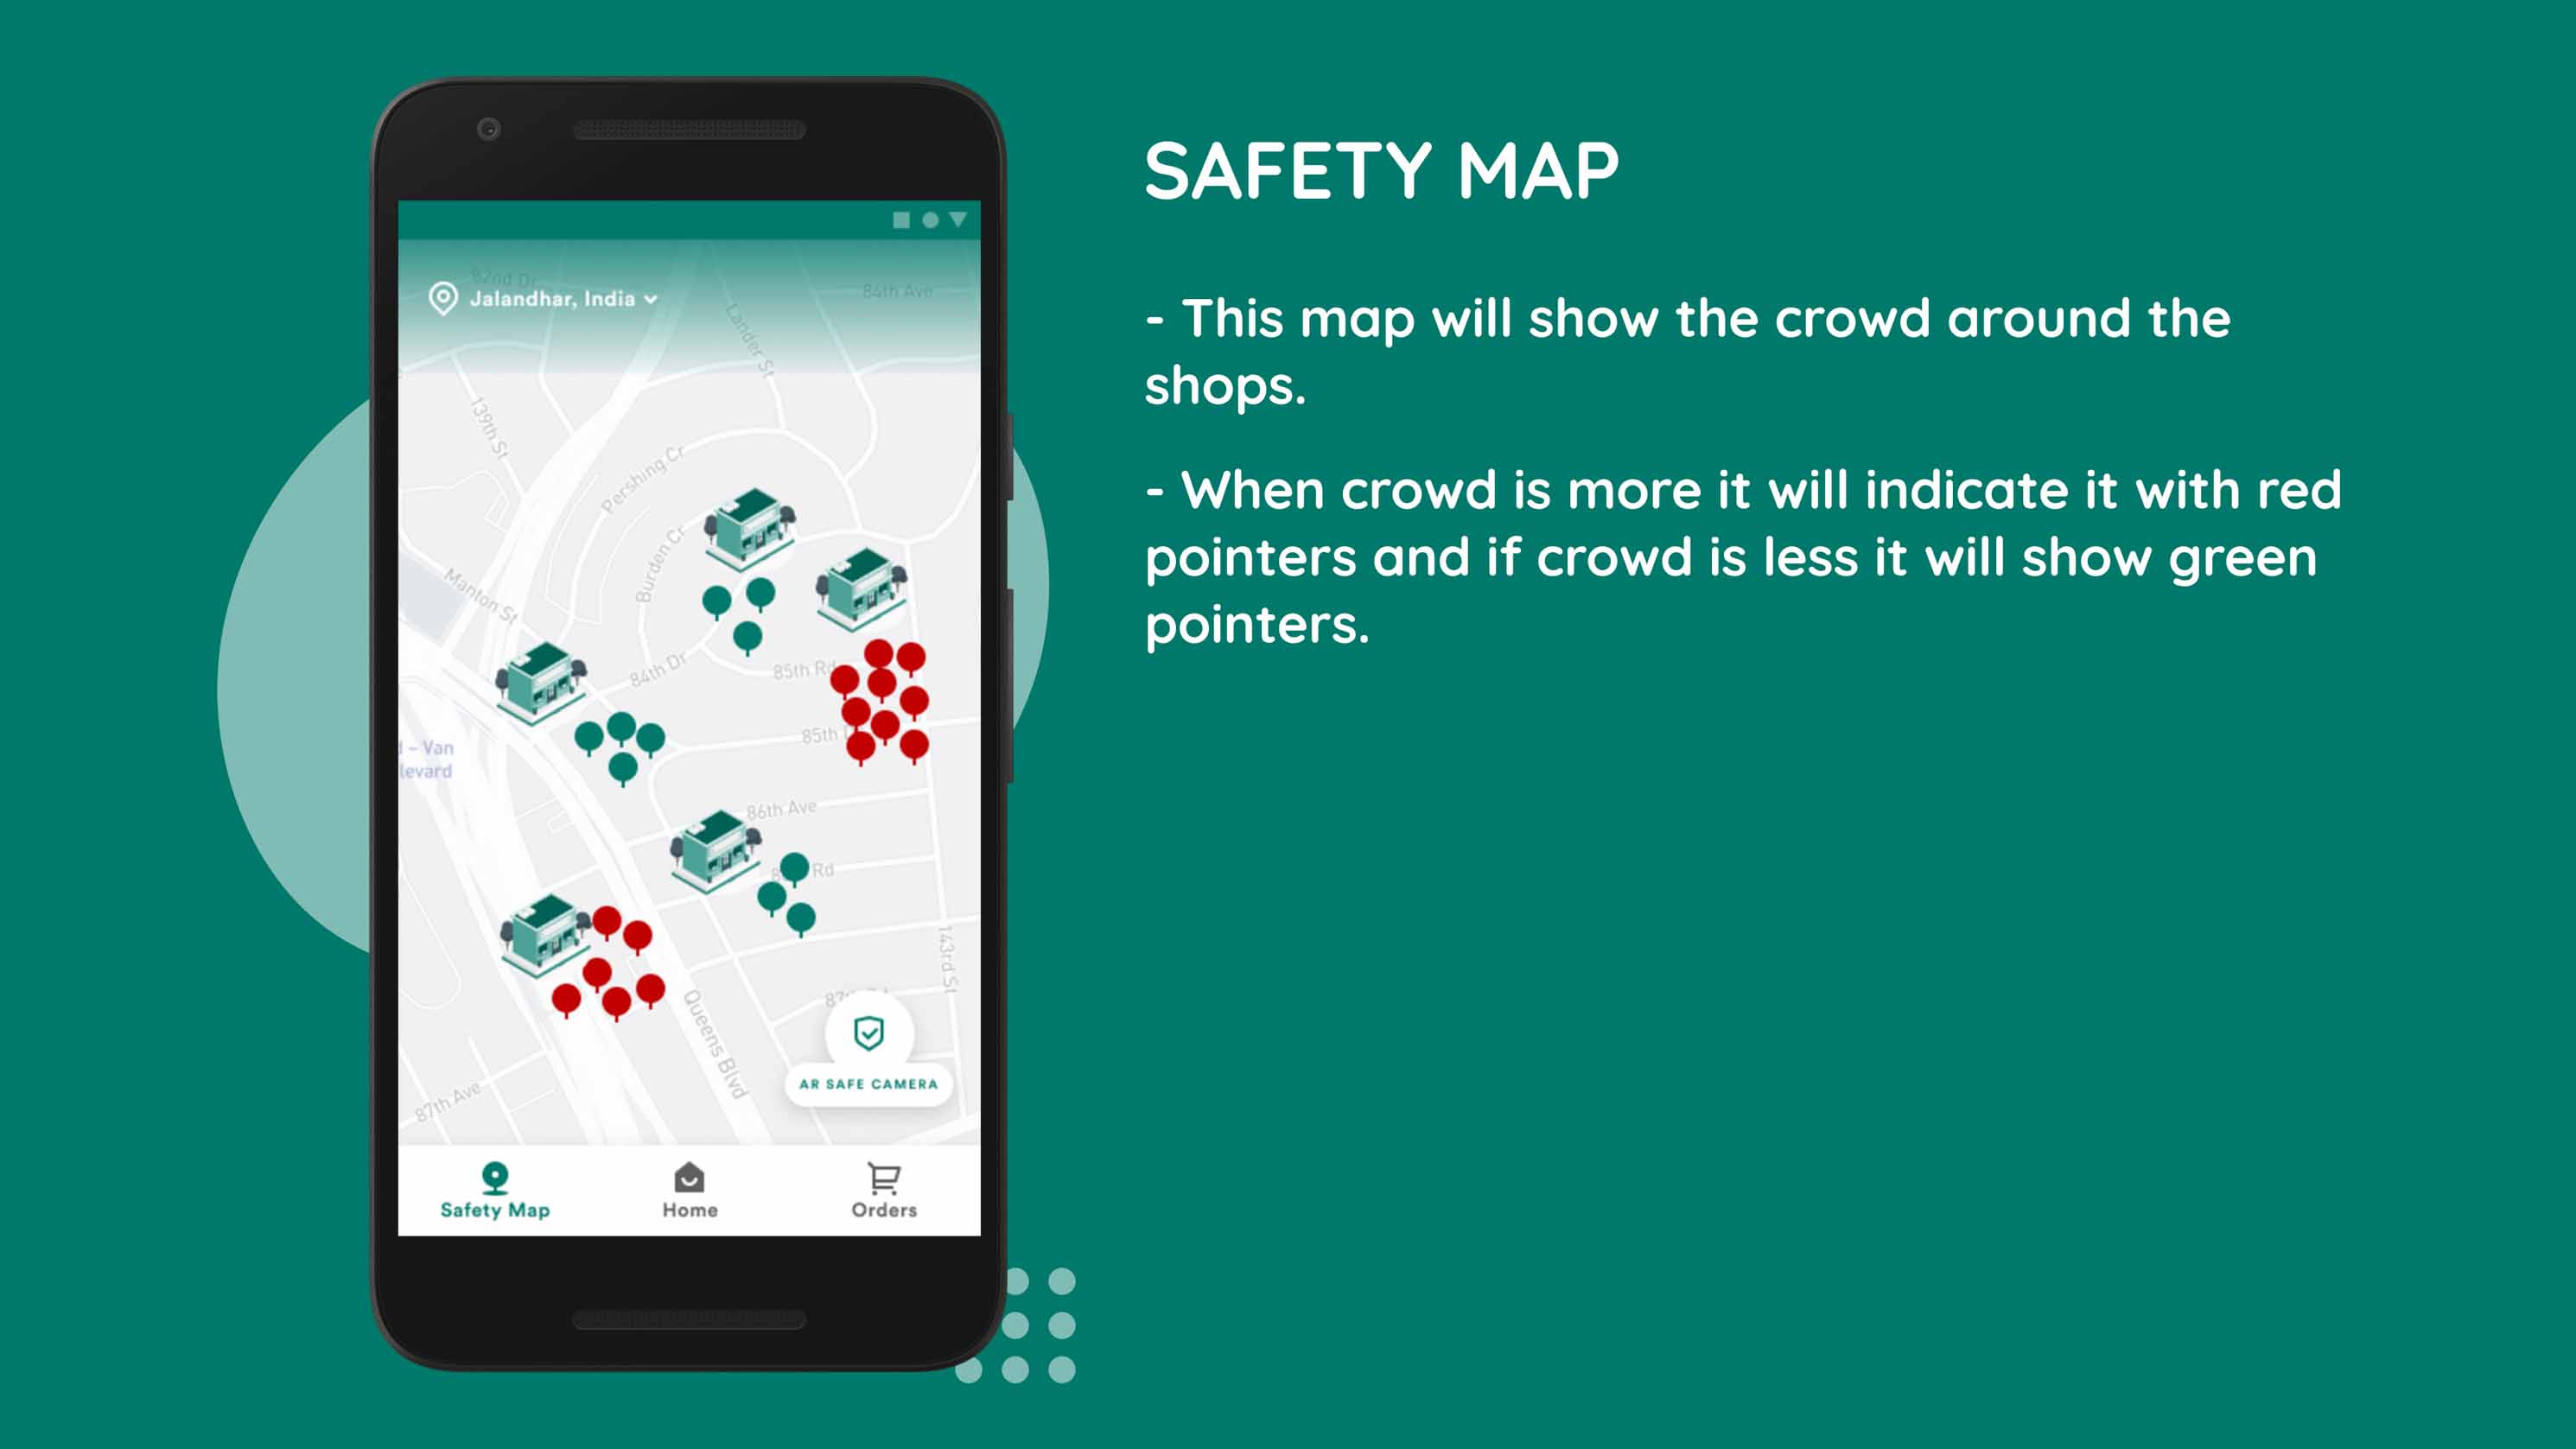 SAFETY MAP
- This map will show the crowd around the
shops.
- When crowd is more it will indicate it with red
pointers and if crowd is less it will show green
pointers.
82nd Dr
Jalandhar, India
84th Ave
Lander St
139th St
Pershing Cr
Burden Cr
Manton St
84th Dr
85th Rd
85th
- Van
levard
86th Ave
Rd
143rd St
Queens Blvd
87th Ave
AR SAFE CAMERA
Safety Map
Home
Orders